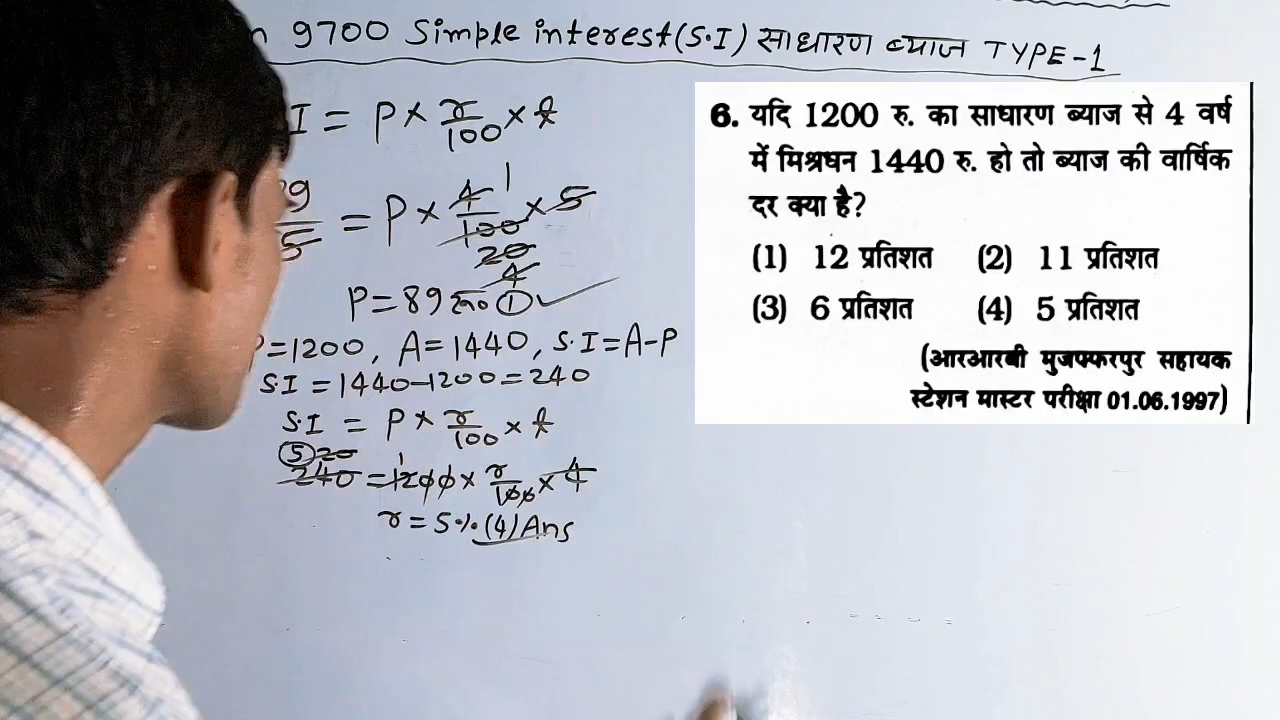 9700 Simple interest (S.I) साधारण ब्याज TYPE-1
I = P × r/100 × t
= P × 4/100 × 5
1
20
4
P = 89 ₹० ①
P=1200, A=1440, S.I=A-P
S.I = 1440-1200=240
S.I = P × r/100 × t
⑤ 20
240 = 1200 × r/100 × 4
r = 5% (4) Ans
6. यदि 1200 रु. का साधारण ब्याज से 4 वर्ष
में मिश्रधन 1440 रु. हो तो ब्याज की वार्षिक
दर क्या है?
(1) 12 प्रतिशत (2) 11 प्रतिशत
(3) 6 प्रतिशत (4) 5 प्रतिशत
(आरआरबी मुजफ्फरपुर सहायक
स्टेशन मास्टर परीक्षा 01.06.1997)